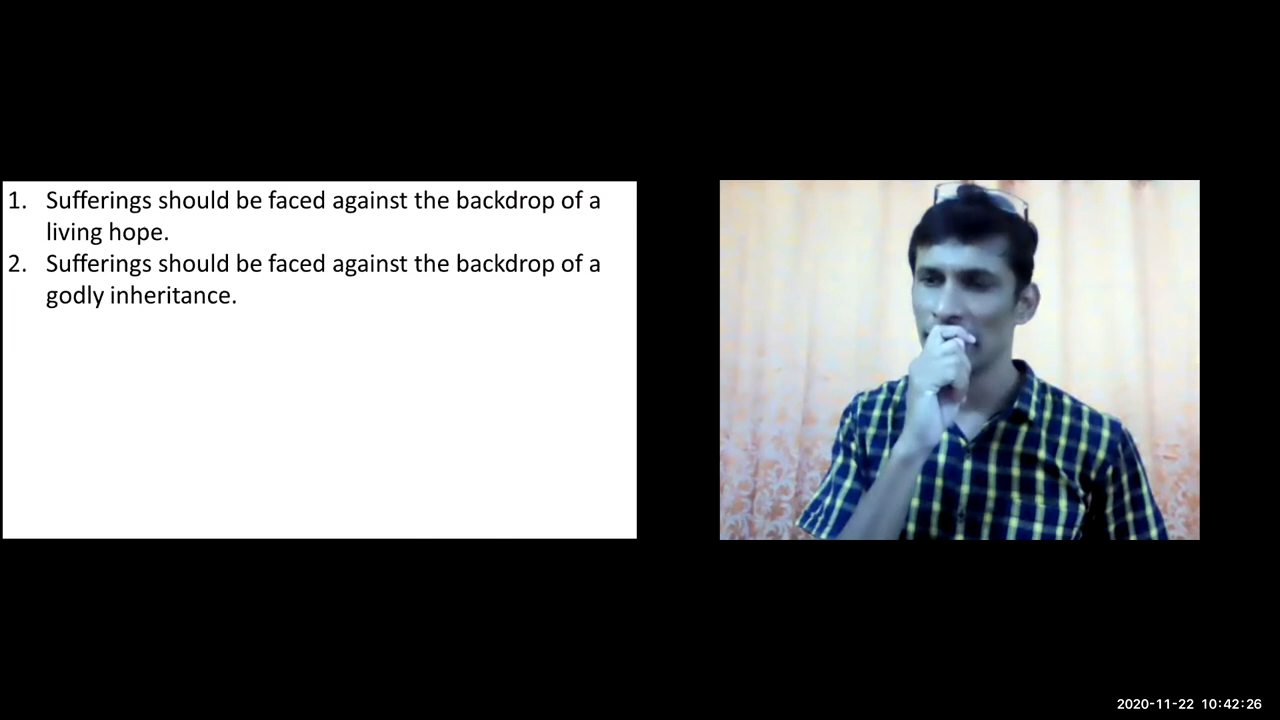 1. Sufferings should be faced against the backdrop of a
living hope.
2. Sufferings should be faced against the backdrop of a
godly inheritance.
2020-11-22 10:42:26